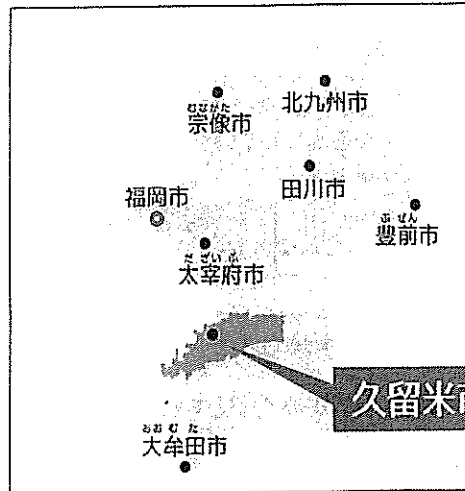 北九州市
むなかた
宗像市
田川市
福岡市
ぶぜん
豊前市
だざいふ
太宰府市
久留米市
おおむた
大牟田市